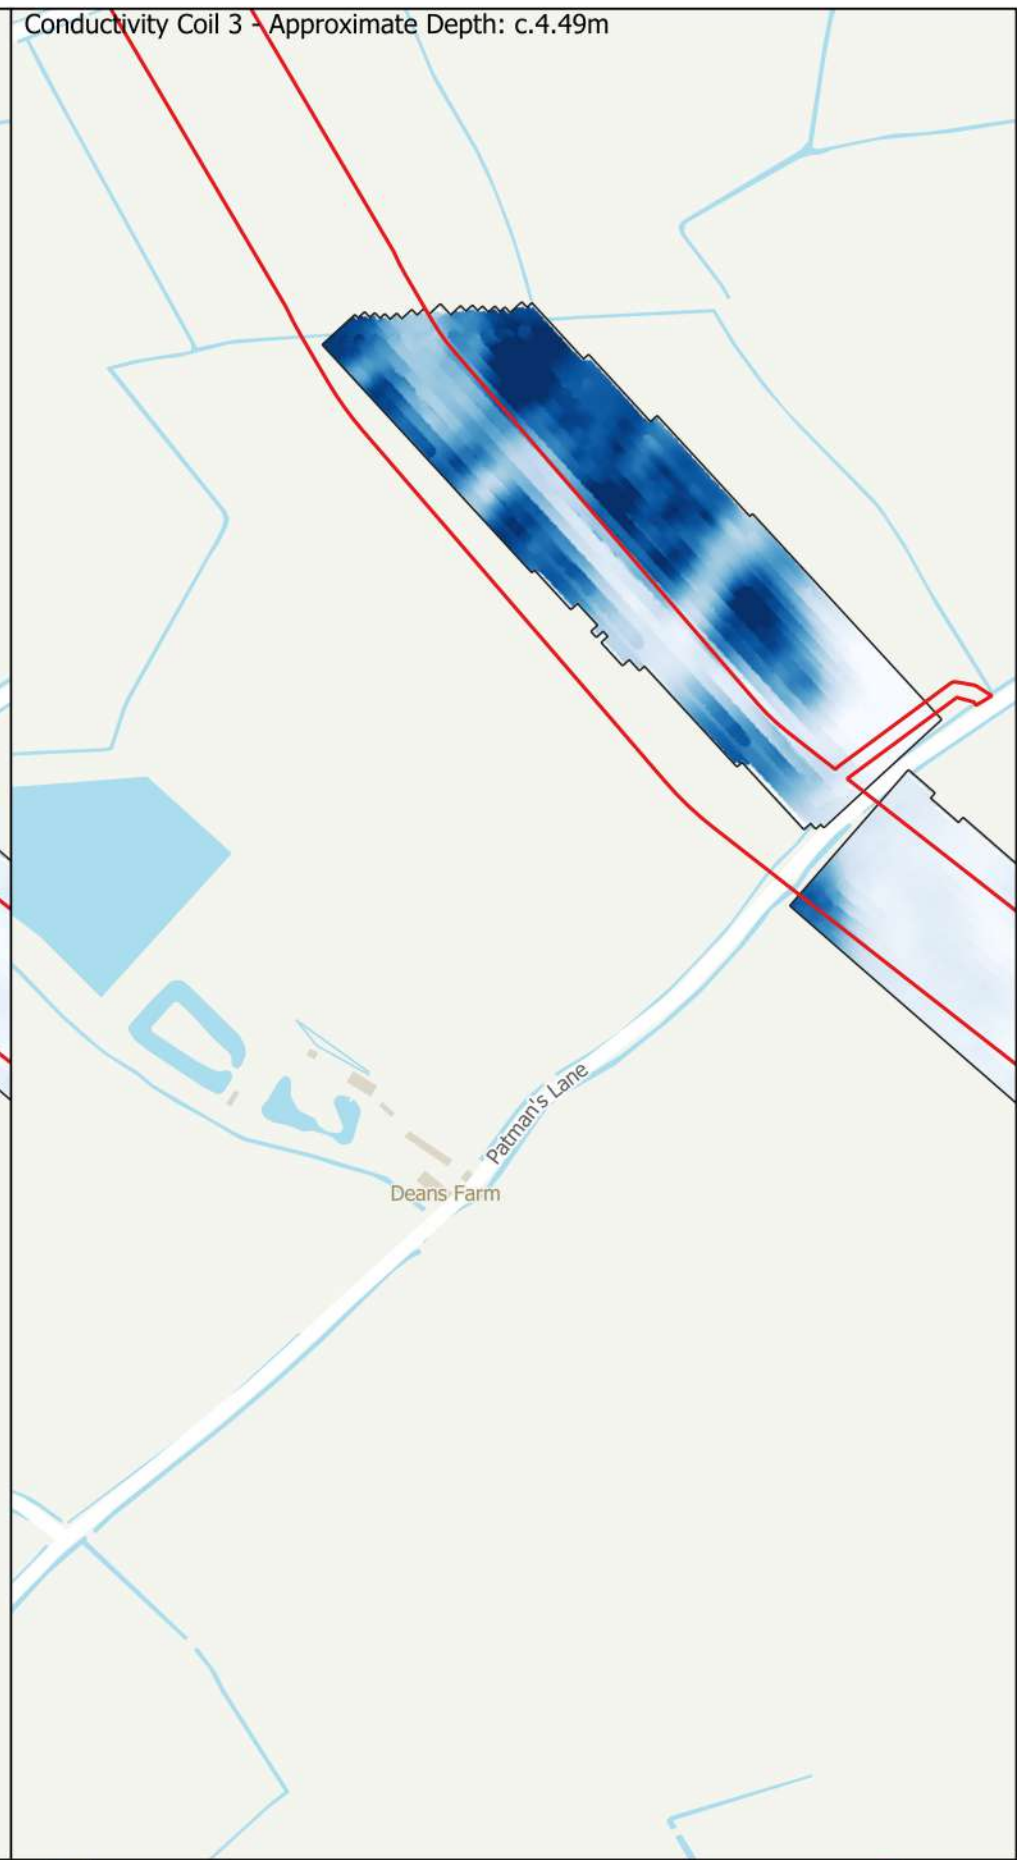 Conductivity Coil 3 - Approximate Depth: c.4.49m
Patman's Lane
Deans Farm